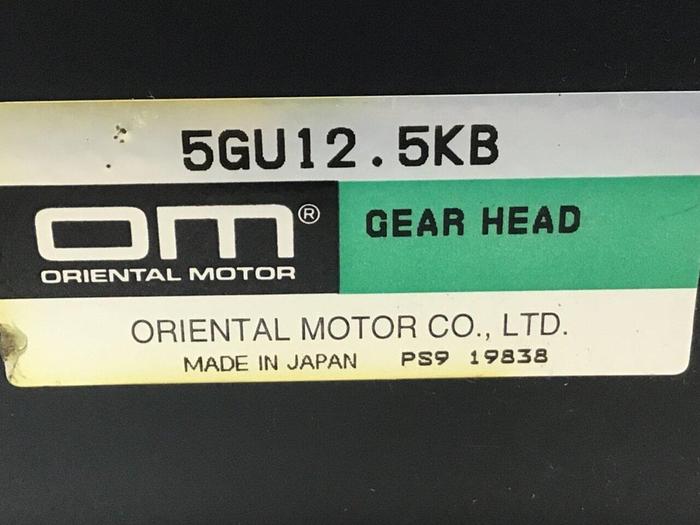 5GU12.5KB
om®
ORIENTAL MOTOR
GEAR HEAD
ORIENTAL MOTOR CO., LTD.
MADE IN JAPAN PS9 19838